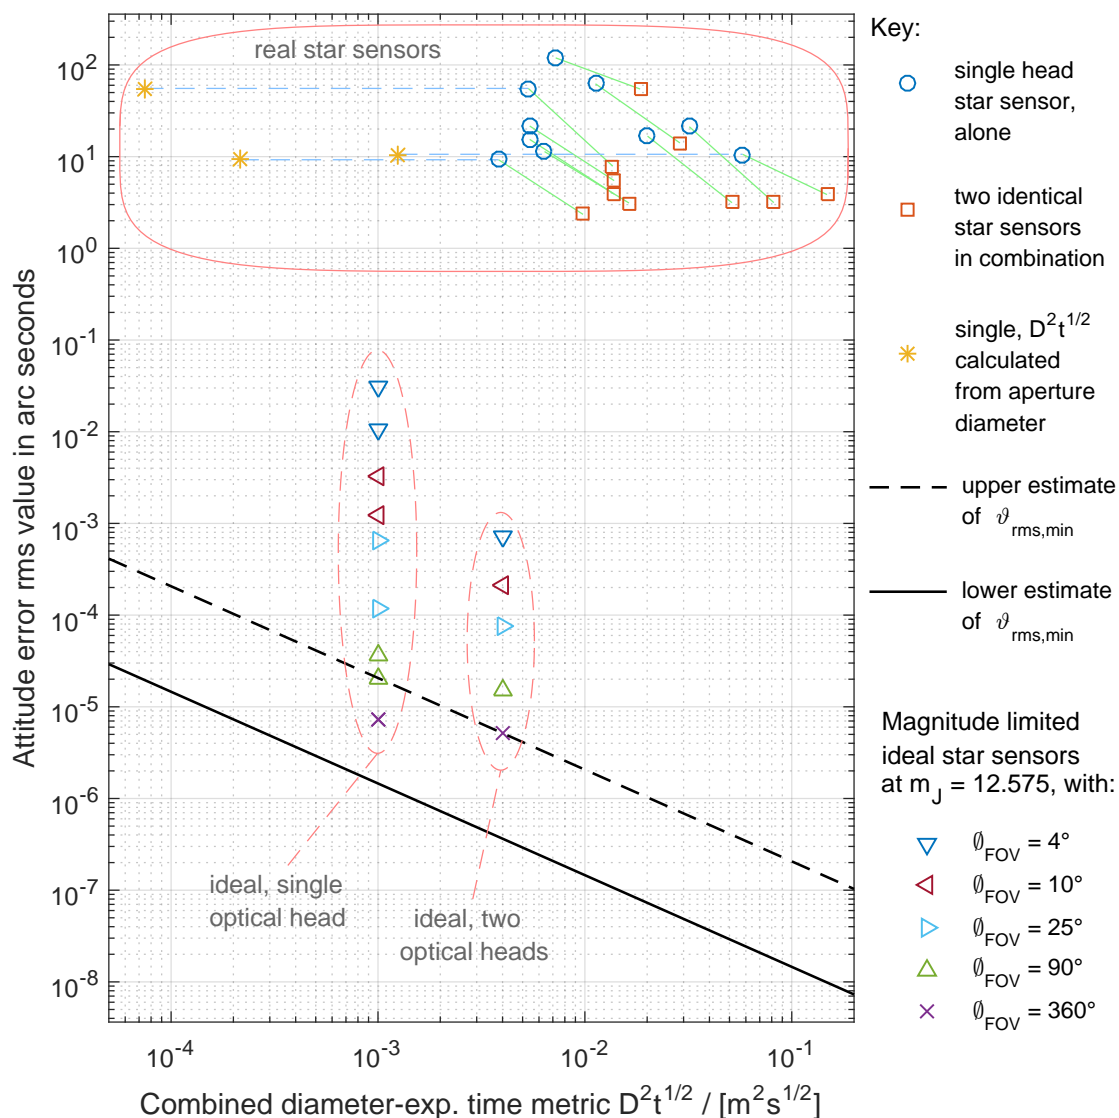 real star sensors
10²
10¹
10⁰
10⁻¹
10⁻²
10⁻³
10⁻⁴
10⁻⁵
10⁻⁶
10⁻⁷
10⁻⁸
Attitude error rms value in arc seconds
ideal, single
optical head
ideal, two
optical heads
10⁻⁴
10⁻³
10⁻²
10⁻¹
Combined diameter-exp. time metric D²t^{1/2} / [m²s^{1/2}]
Key:
single head
star sensor,
alone
two identical
star sensors
in combination
single, D²t^{1/2}
calculated
from aperture
diameter
upper estimate
of ϑ_{rms,min}
lower estimate
of ϑ_{rms,min}
Magnitude limited
ideal star sensors
at m_J = 12.575, with:
∅_{FOV} = 4°
∅_{FOV} = 10°
∅_{FOV} = 25°
∅_{FOV} = 90°
∅_{FOV} = 360°